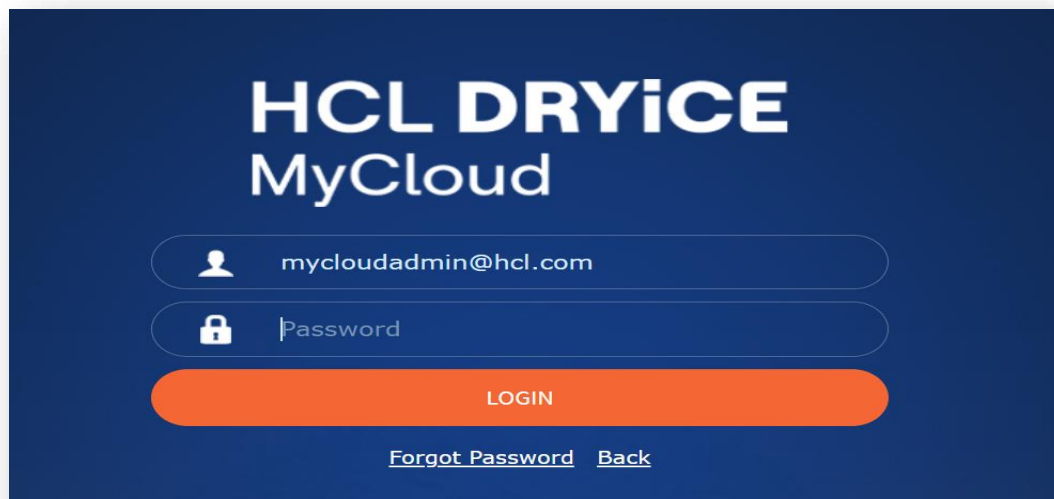 HCL DRYiCE
MyCloud
mycloudadmin@hcl.com
Password
LOGIN
Forgot Password Back